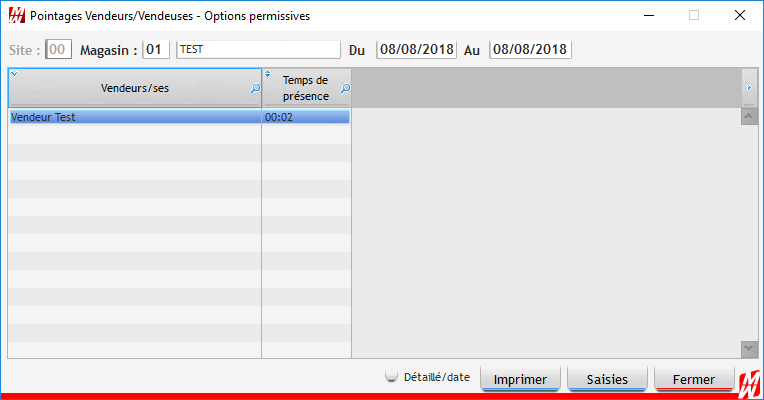 Pointages Vendeurs/Vendeuses - Options permissives
Site : 00 Magasin : 01 TEST Du 08/08/2018 Au 08/08/2018
Vendeurs/ses
Temps de
présence
Vendeur Test 00:02
Détaillé/date Imprimer Saisies Fermer